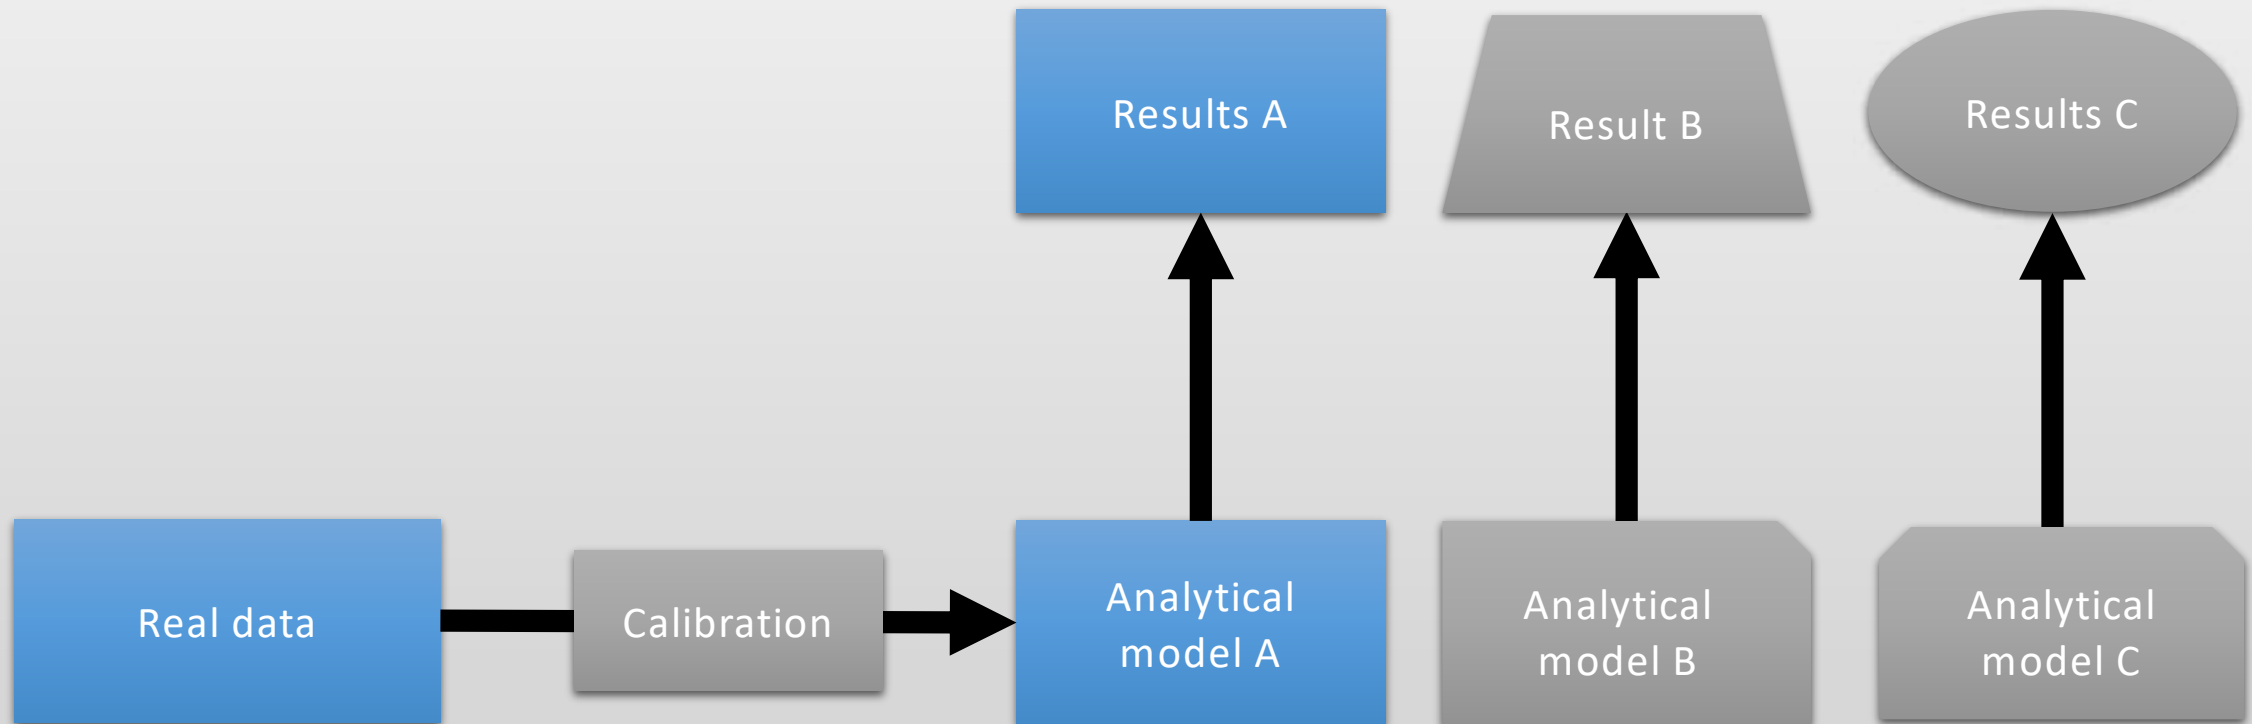 Results A
Result B
Results C
Real data
Calibration
Analytical
model A
Analytical
model B
Analytical
model C